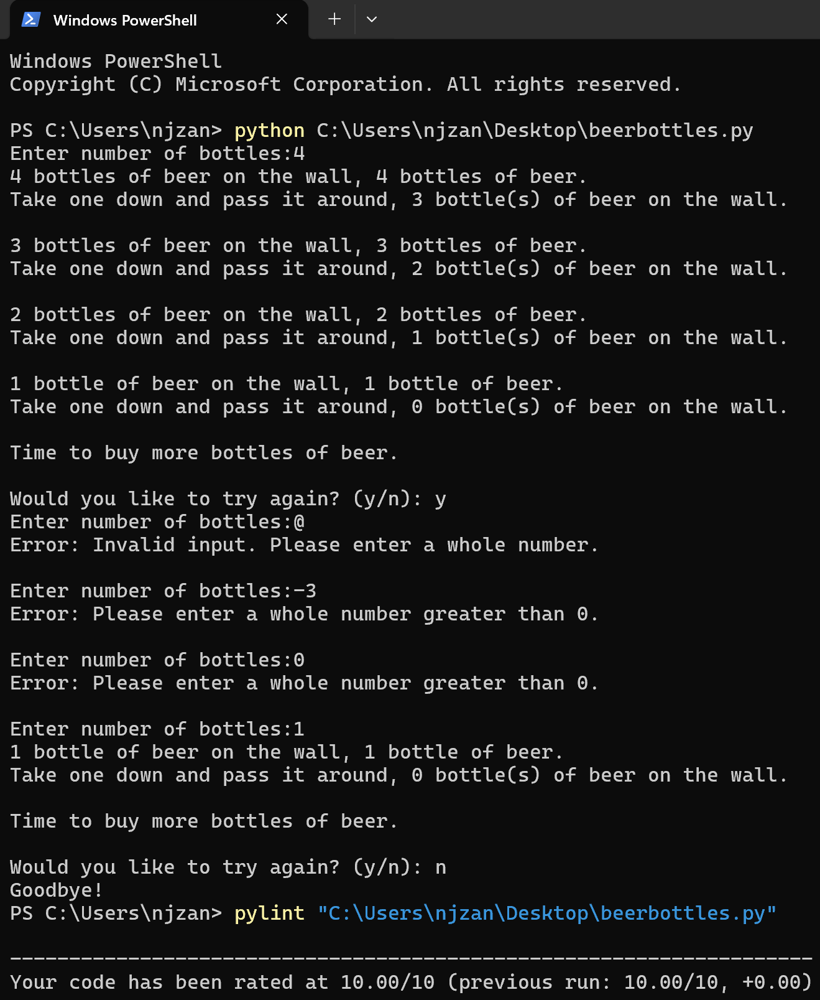 Windows PowerShell
Windows PowerShell
Copyright (C) Microsoft Corporation. All rights reserved.
PS C:\Users\njzan> python C:\Users\njzan\Desktop\beerbottles.py
Enter number of bottles:4
4 bottles of beer on the wall, 4 bottles of beer.
Take one down and pass it around, 3 bottle(s) of beer on the wall.
3 bottles of beer on the wall, 3 bottles of beer.
Take one down and pass it around, 2 bottle(s) of beer on the wall.
2 bottles of beer on the wall, 2 bottles of beer.
Take one down and pass it around, 1 bottle(s) of beer on the wall.
1 bottle of beer on the wall, 1 bottle of beer.
Take one down and pass it around, 0 bottle(s) of beer on the wall.
Time to buy more bottles of beer.
Would you like to try again? (y/n): y
Enter number of bottles:@
Error: Invalid input. Please enter a whole number.
Enter number of bottles:-3
Error: Please enter a whole number greater than 0.
Enter number of bottles:0
Error: Please enter a whole number greater than 0.
Enter number of bottles:1
1 bottle of beer on the wall, 1 bottle of beer.
Take one down and pass it around, 0 bottle(s) of beer on the wall.
Time to buy more bottles of beer.
Would you like to try again? (y/n): n
Goodbye!
PS C:\Users\njzan> pylint "C:\Users\njzan\Desktop\beerbottles.py"
--------------------------------------------------------------------
Your code has been rated at 10.00/10 (previous run: 10.00/10, +0.00)